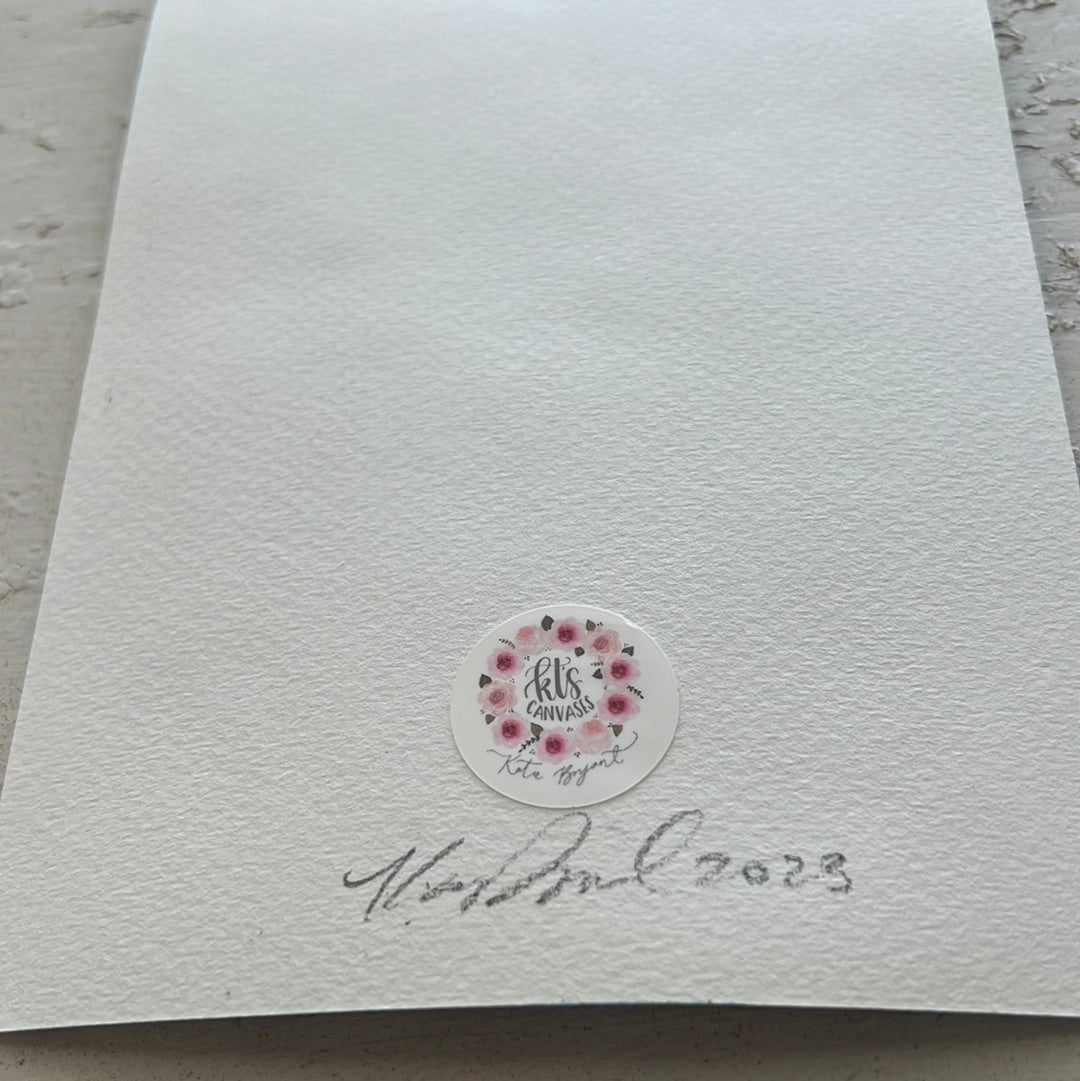 kt's
CANVASES
Kate Bryant
2023